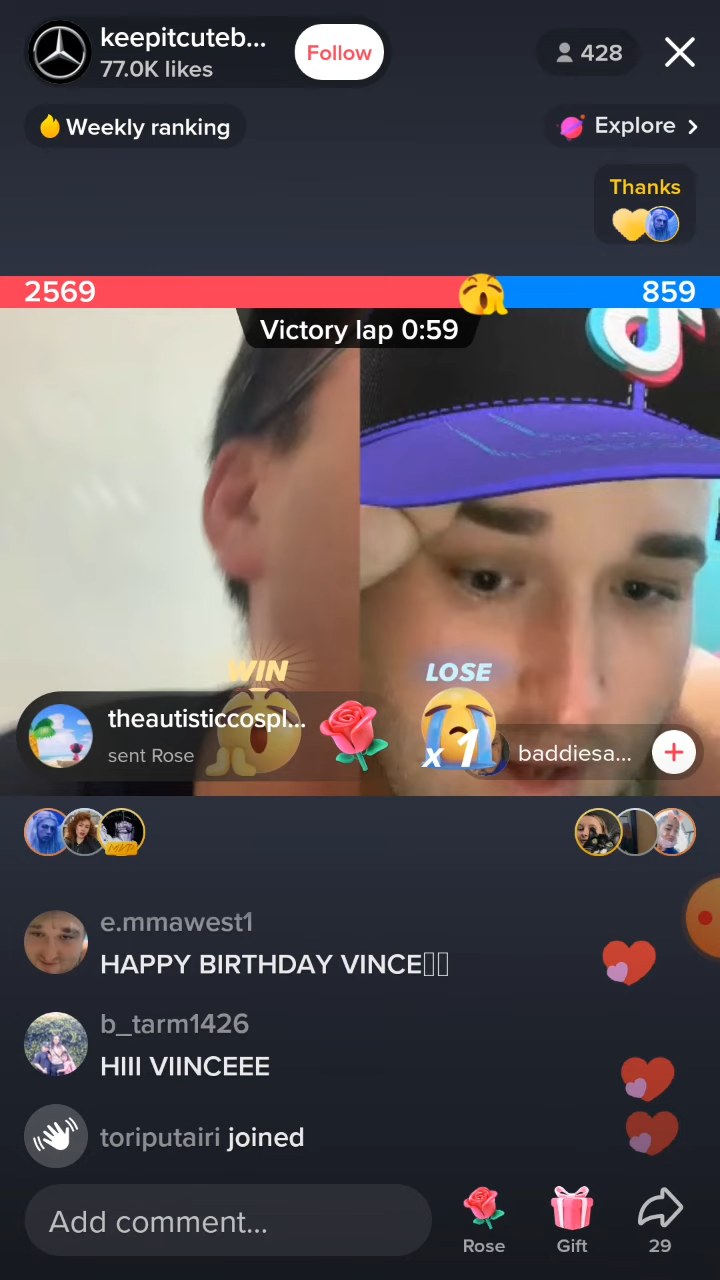 keepitcuteb...
77.0K likes
Follow
428
Weekly ranking
Explore
Thanks
2569
859
Victory lap 0:59
WIN
LOSE
theautisticcospl...
sent Rose
x 1
baddiesa...
MVP
e.mmawest1
HAPPY BIRTHDAY VINCE
b_tarm1426
HIII VIINCEEE
toriputairi joined
Add comment...
Rose
Gift
29